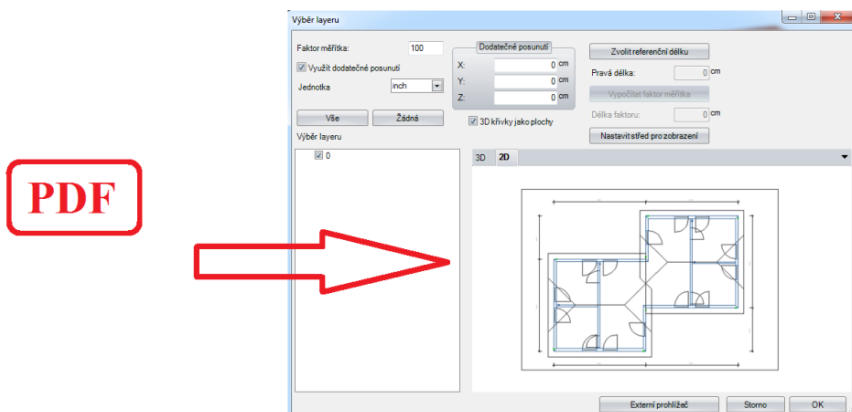 Výběr layeru
Faktor měřítka: 100
Využít dodatečné posunutí
Jednotka inch
Vše Žádná
Výběr layeru
Dodatečné posunutí
X: 0 cm
Y: 0 cm
Z: 0 cm
3D křivky jako plochy
Zvolit referenční délku
Pravá délka: 0 cm
Vypočítat faktor měřítka
Délka faktoru: 0 cm
Nastavit střed pro zobrazení
0
3D 2D
PDF
Externí prohlížeč Storno OK